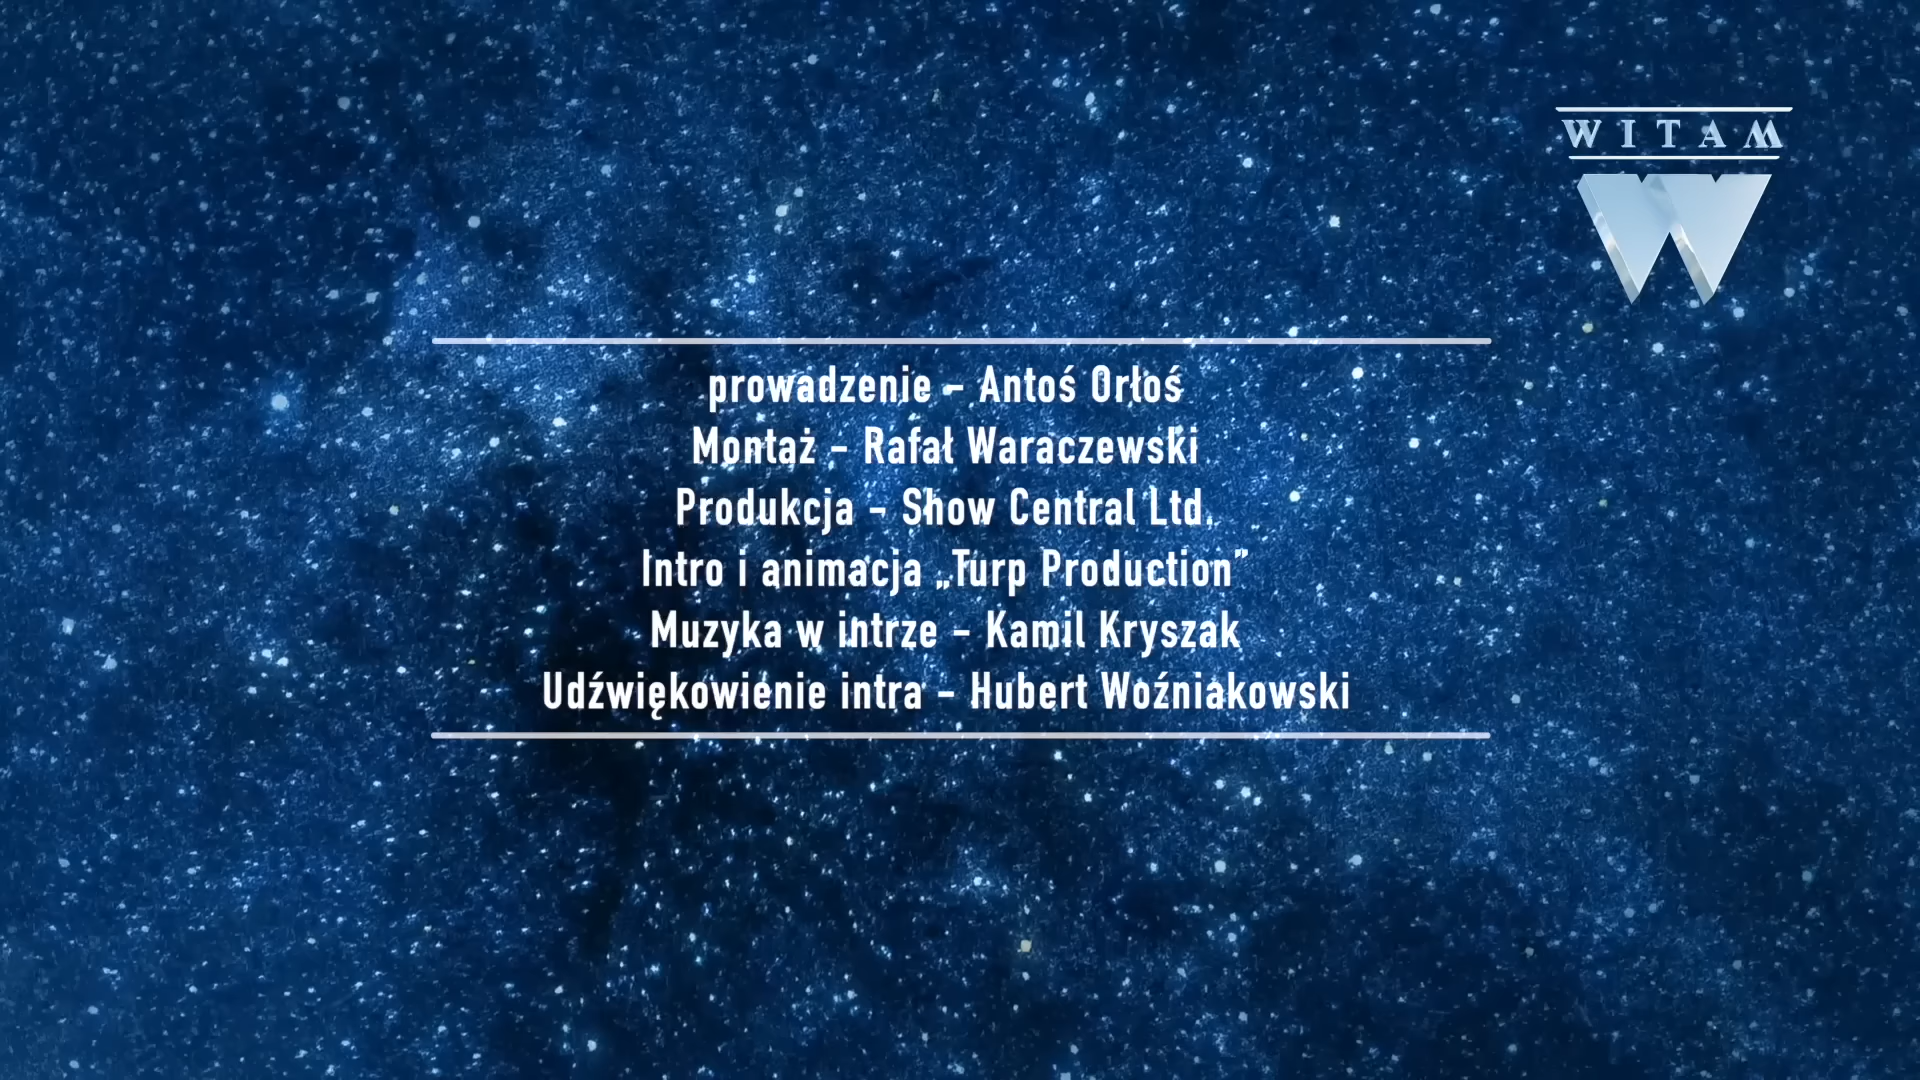 WITAM
W
prowadzenie – Antoś Orłoś
Montaż – Rafał Waraczewski
Produkcja – Show Central Ltd.
Intro i animacja „Turp Production”
Muzyka w intrze – Kamil Kryszak
Udźwiękowienie intra – Hubert Woźniakowski